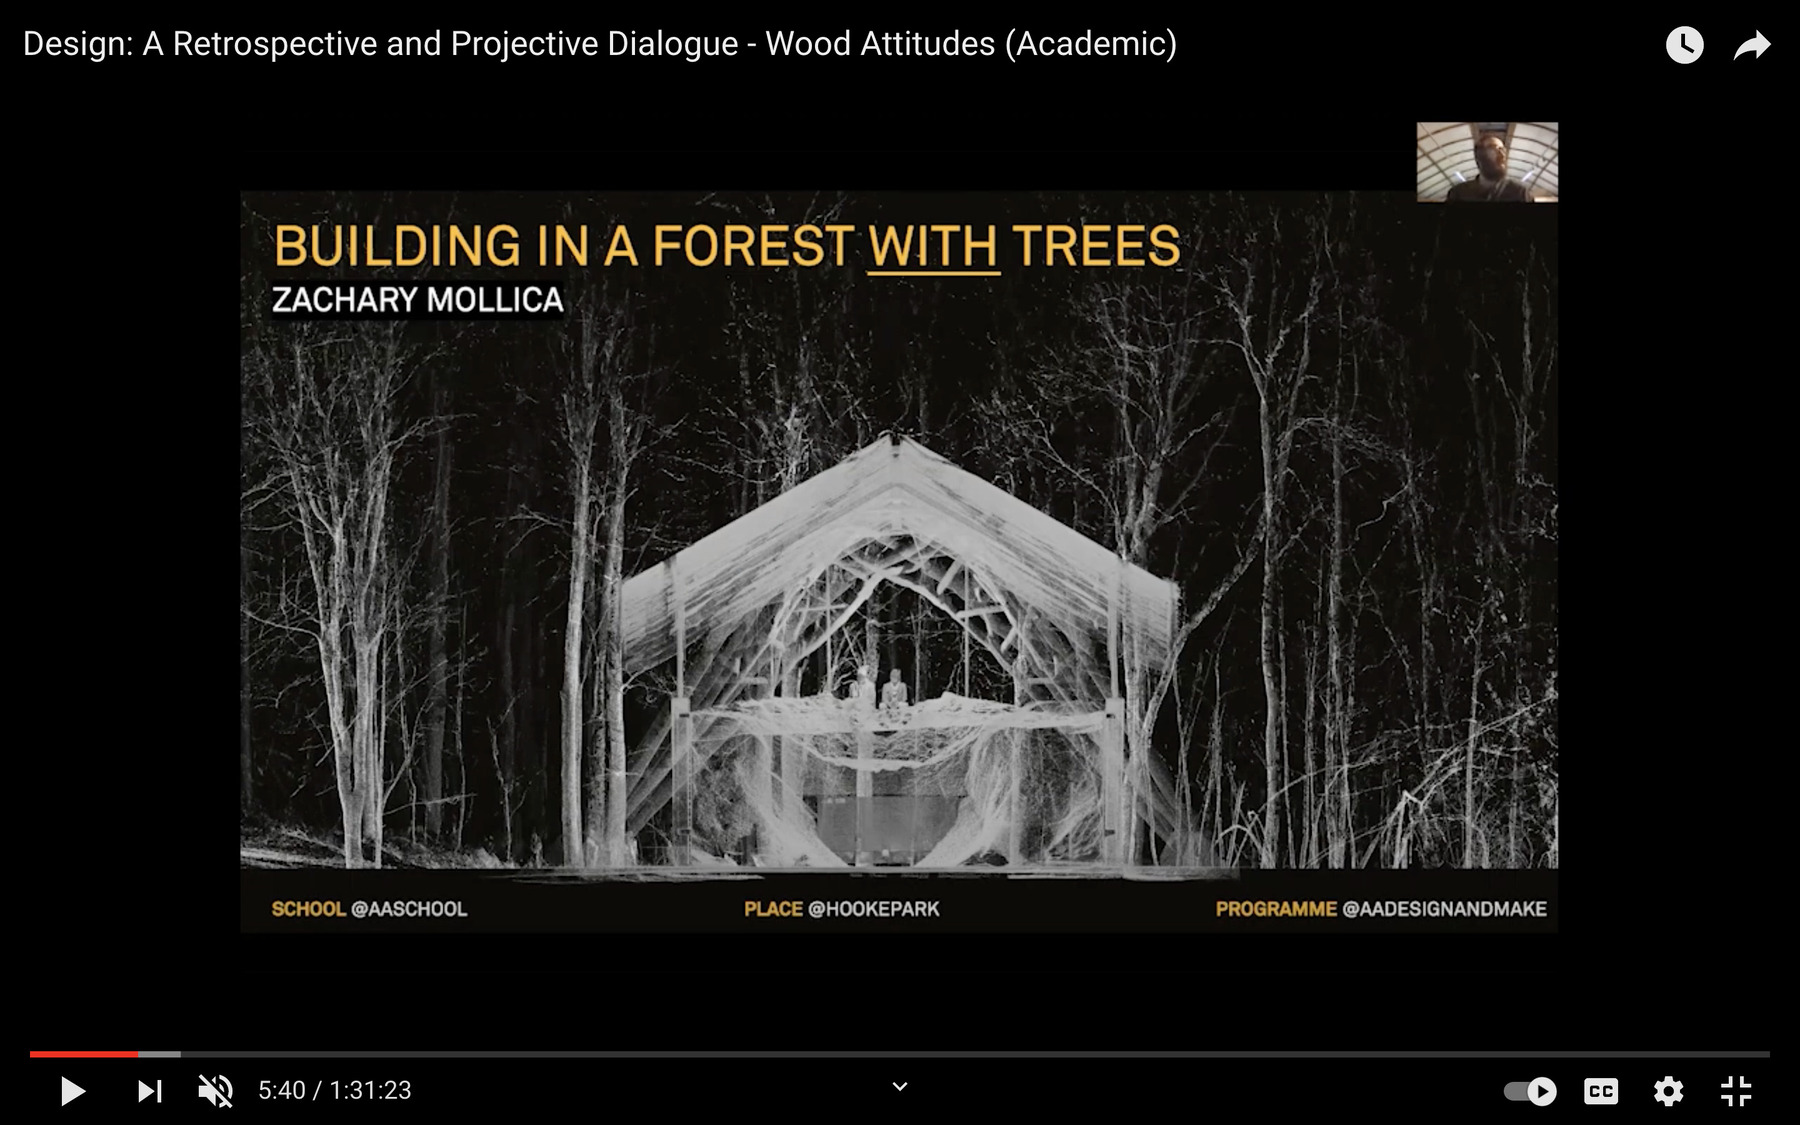 Design: A Retrospective and Projective Dialogue - Wood Attitudes (Academic)
BUILDING IN A FOREST WITH TREES
ZACHARY MOLLICA
SCHOOL @AASCHOOL
PLACE @HOOKEPARK
PROGRAMME @AADESIGNANDMAKE
5:40 / 1:31:23
CC